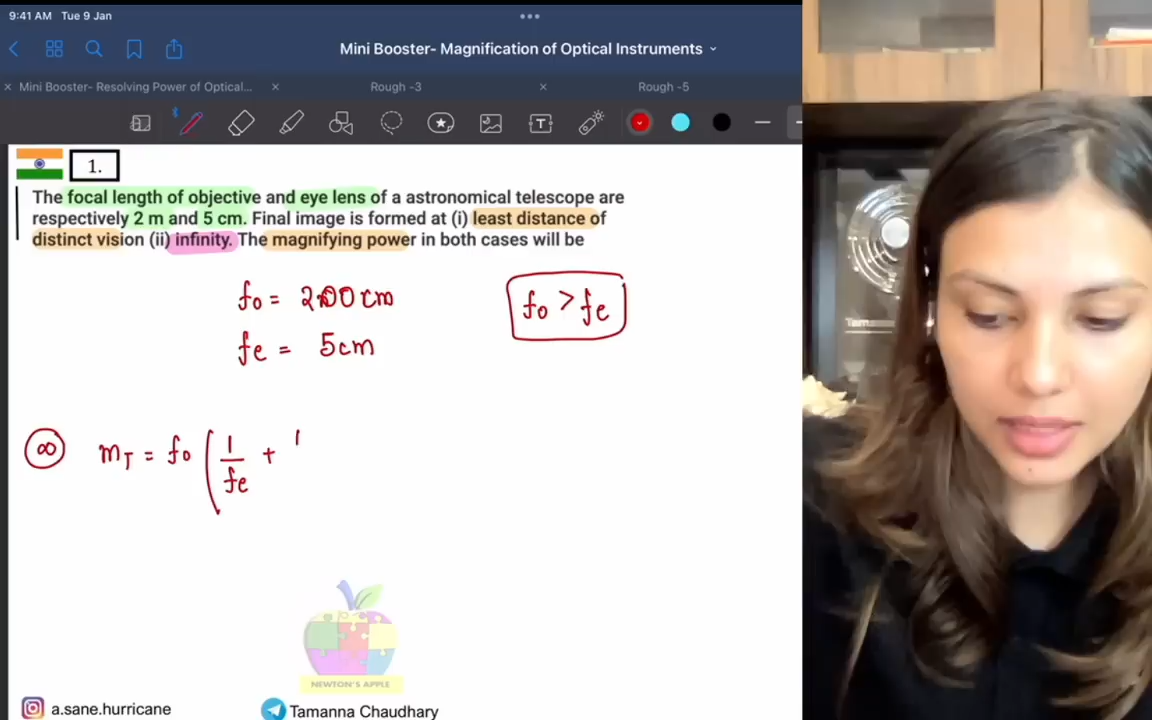 9:41 AM Tue 9 Jan
Mini Booster- Magnification of Optical Instruments
Mini Booster- Resolving Power of Optical...
Rough -3
Rough -5
1.
The focal length of objective and eye lens of a astronomical telescope are
respectively 2 m and 5 cm. Final image is formed at (i) least distance of
distinct vision (ii) infinity. The magnifying power in both cases will be
fo = 200 cm
fo > fe
fe = 5cm
∞ mT = fo ( 1/fe + 1
NEWTON'S APPLE
a.sane.hurricane
Tamanna Chaudhary